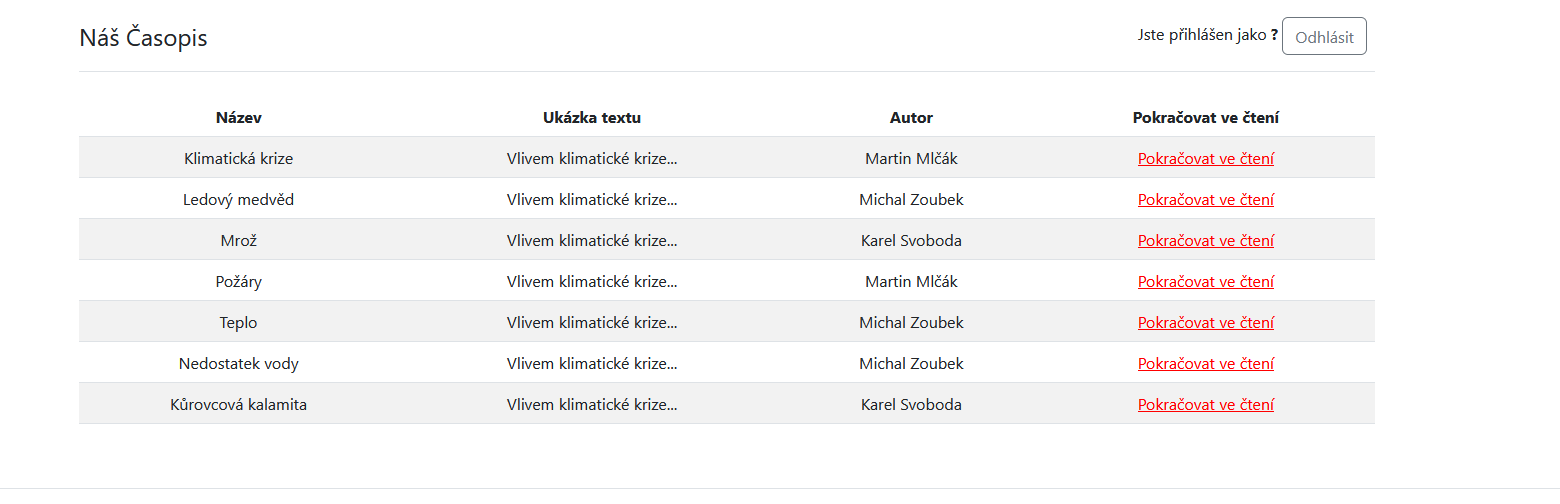 Náš Časopis
Jste přihlášen jako ? Odhlásit
Název Ukázka textu Autor Pokračovat ve čtení
Klimatická krize Vlivem klimatické krize... Martin Mlčák Pokračovat ve čtení
Ledový medvěd Vlivem klimatické krize... Michal Zoubek Pokračovat ve čtení
Mrož Vlivem klimatické krize... Karel Svoboda Pokračovat ve čtení
Požáry Vlivem klimatické krize... Martin Mlčák Pokračovat ve čtení
Teplo Vlivem klimatické krize... Michal Zoubek Pokračovat ve čtení
Nedostatek vody Vlivem klimatické krize... Michal Zoubek Pokračovat ve čtení
Kůrovcová kalamita Vlivem klimatické krize... Karel Svoboda Pokračovat ve čtení